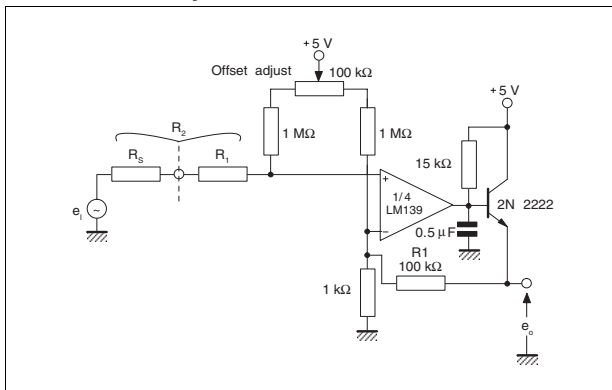 +5 V
Offset adjust
100 kΩ
+5 V
R2
1 MΩ
1 MΩ
15 kΩ
RS
R1
+
1/4
LM139
2N 2222
ei
~
0.5 μF
−
R1
100 kΩ
1 kΩ
eo